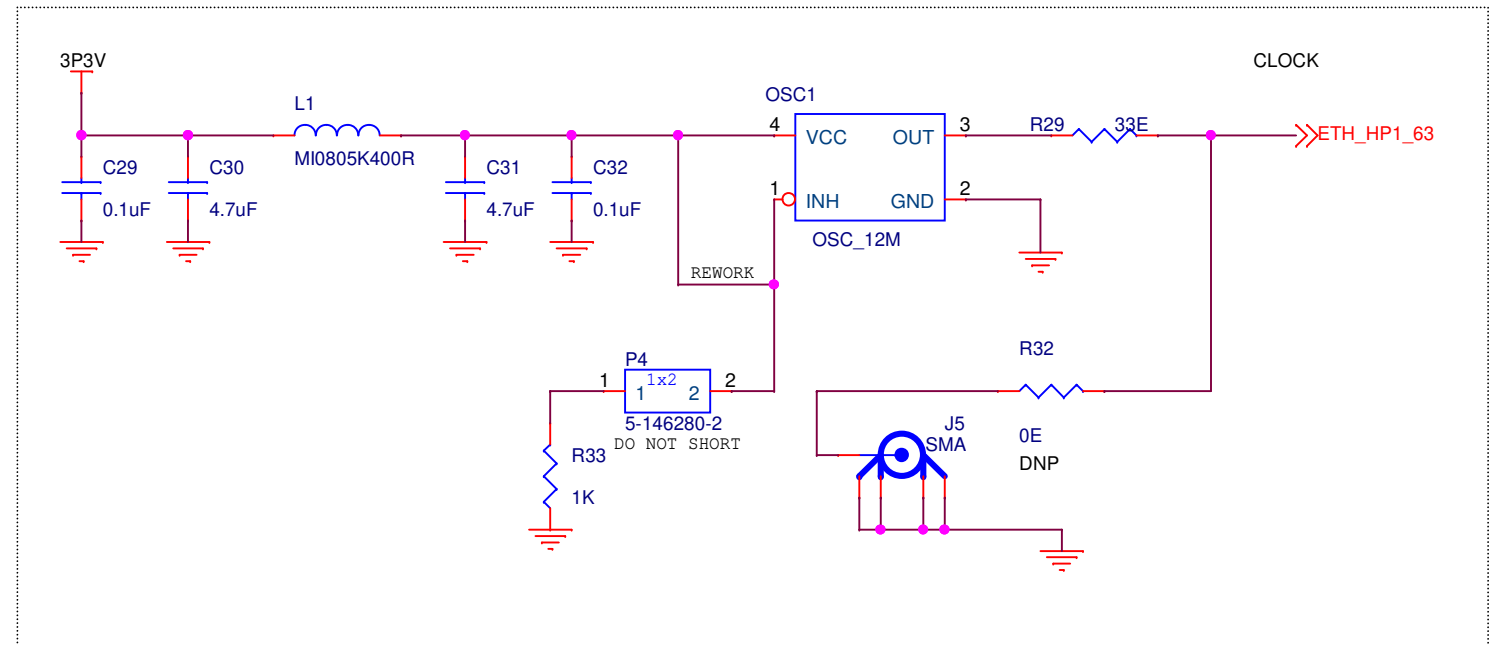 3P3V
CLOCK
L1
OSC1
4
VCC
OUT
3
R29
33E
ETH_HP1_63
MI0805K400R
C29
C30
C31
C32
0.1uF
4.7uF
4.7uF
0.1uF
1
INH
GND
2
OSC_12M
REWORK
R32
P4
1
1x2
2
1
2
5-146280-2
DO NOT SHORT
J5
SMA
0E
DNP
R33
1K